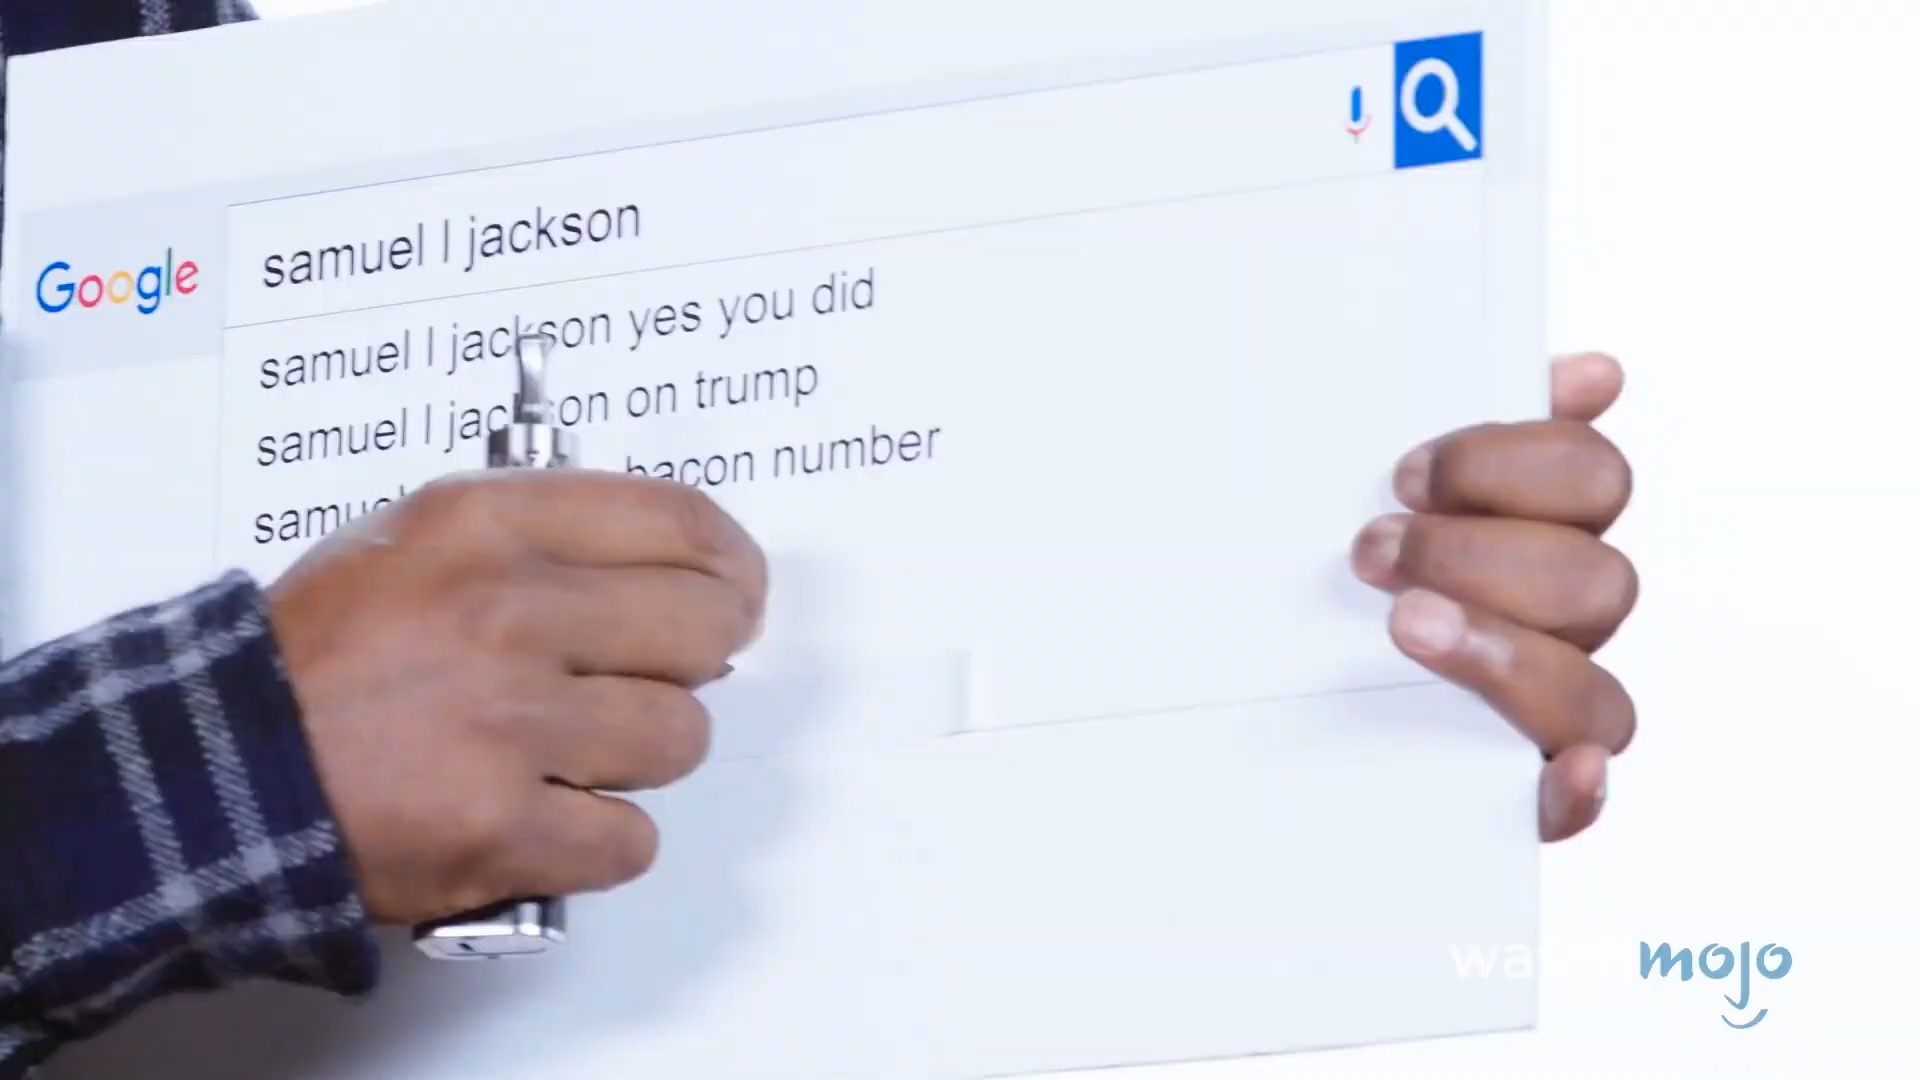 Google
samuel l jackson
samuel l jackson yes you did
samuel l jackson on trump
bacon number
mojo